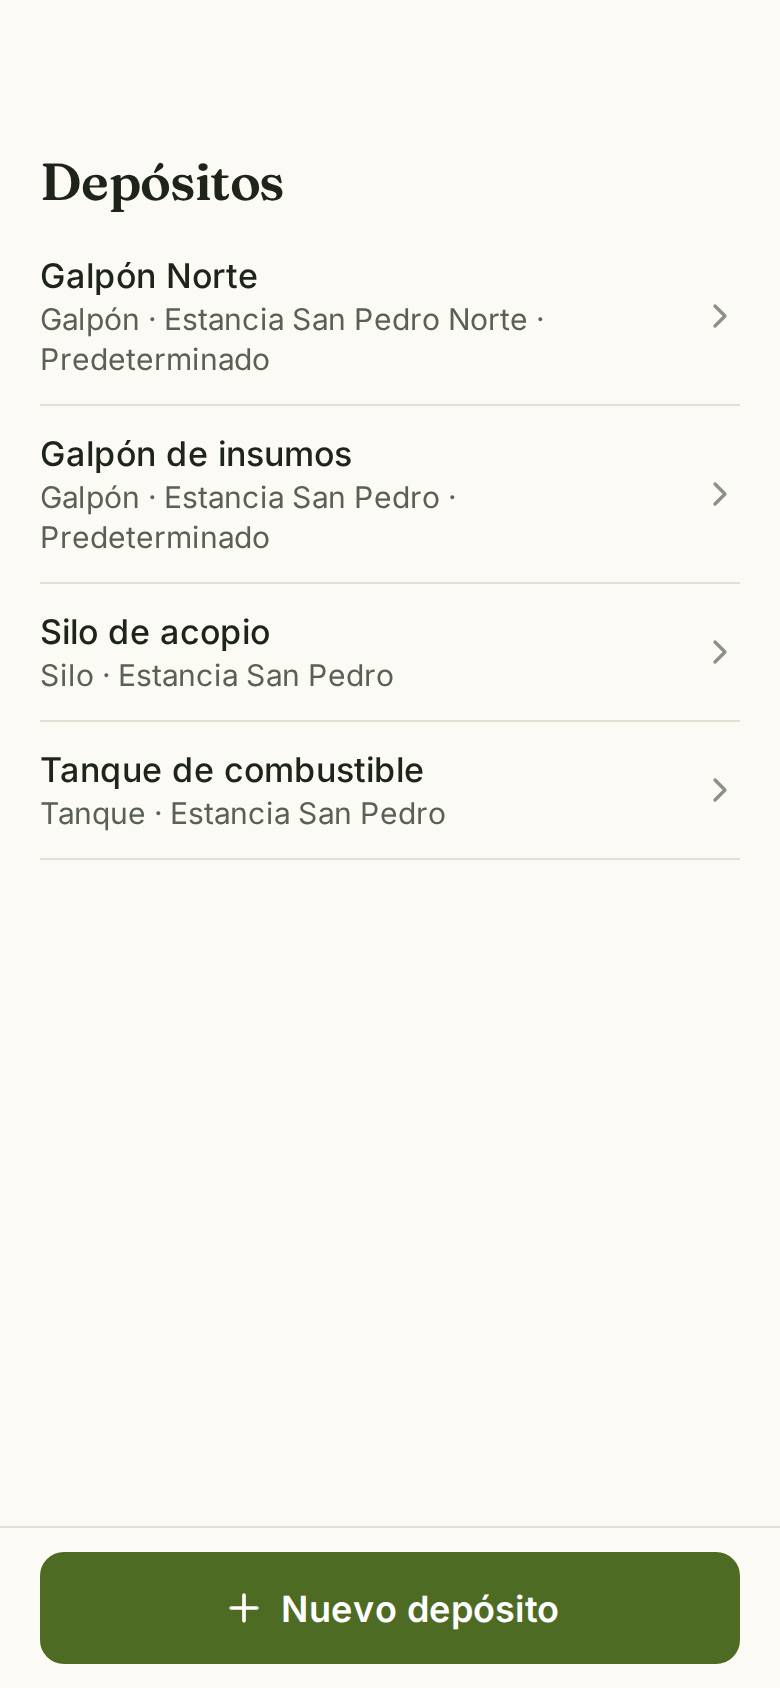 Depósitos
Galpón Norte
Galpón · Estancia San Pedro Norte ·
Predeterminado
Galpón de insumos
Galpón · Estancia San Pedro ·
Predeterminado
Silo de acopio
Silo · Estancia San Pedro
Tanque de combustible
Tanque · Estancia San Pedro
Nuevo depósito